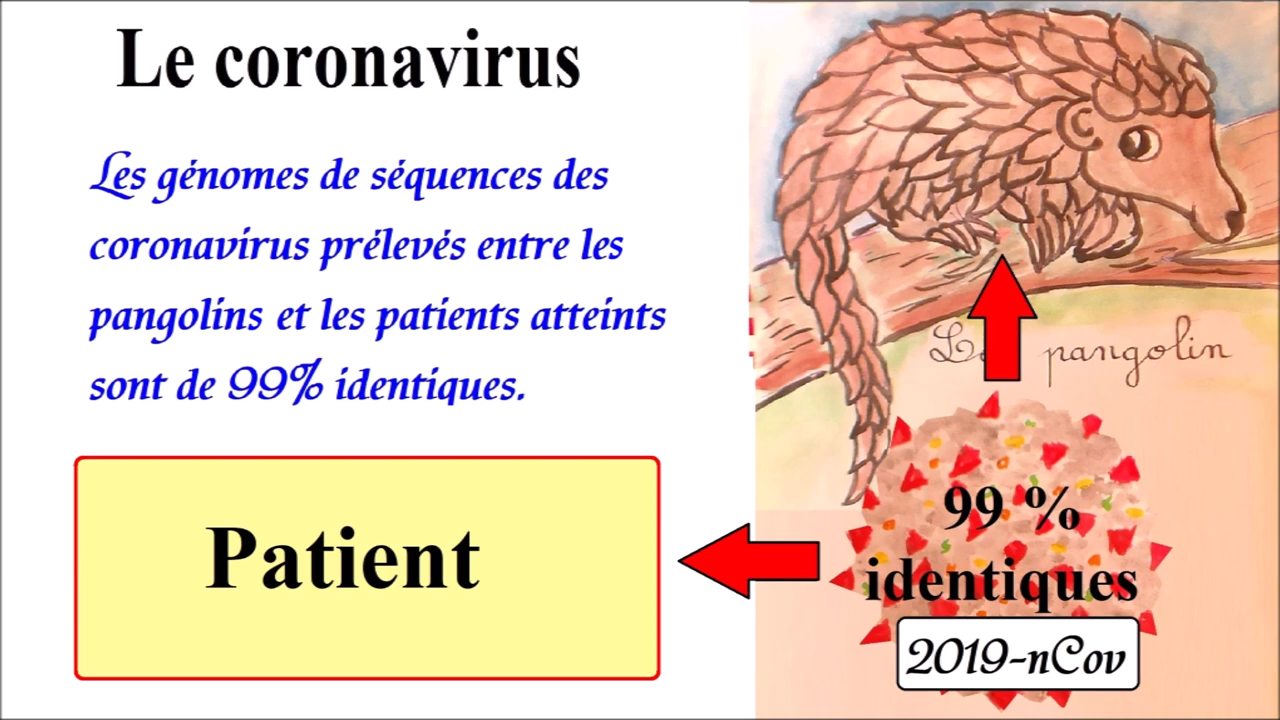 Le coronavirus
Les génomes de séquences des
coronavirus prélevés entre les
pangolins et les patients atteints
sont de 99% identiques.
Patient
pangolin
99 %
identiques
2019-nCov